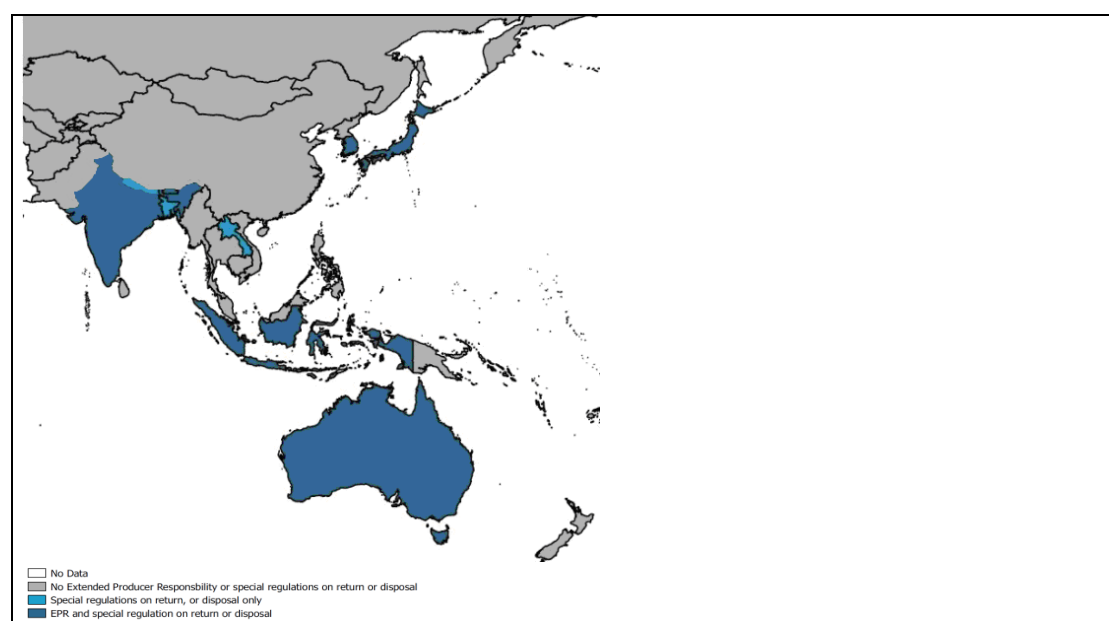 No Data
No Extended Producer Responsbility or special regulations on return or disposal
Special regulations on return, or disposal only
EPR and special regulation on return or disposal